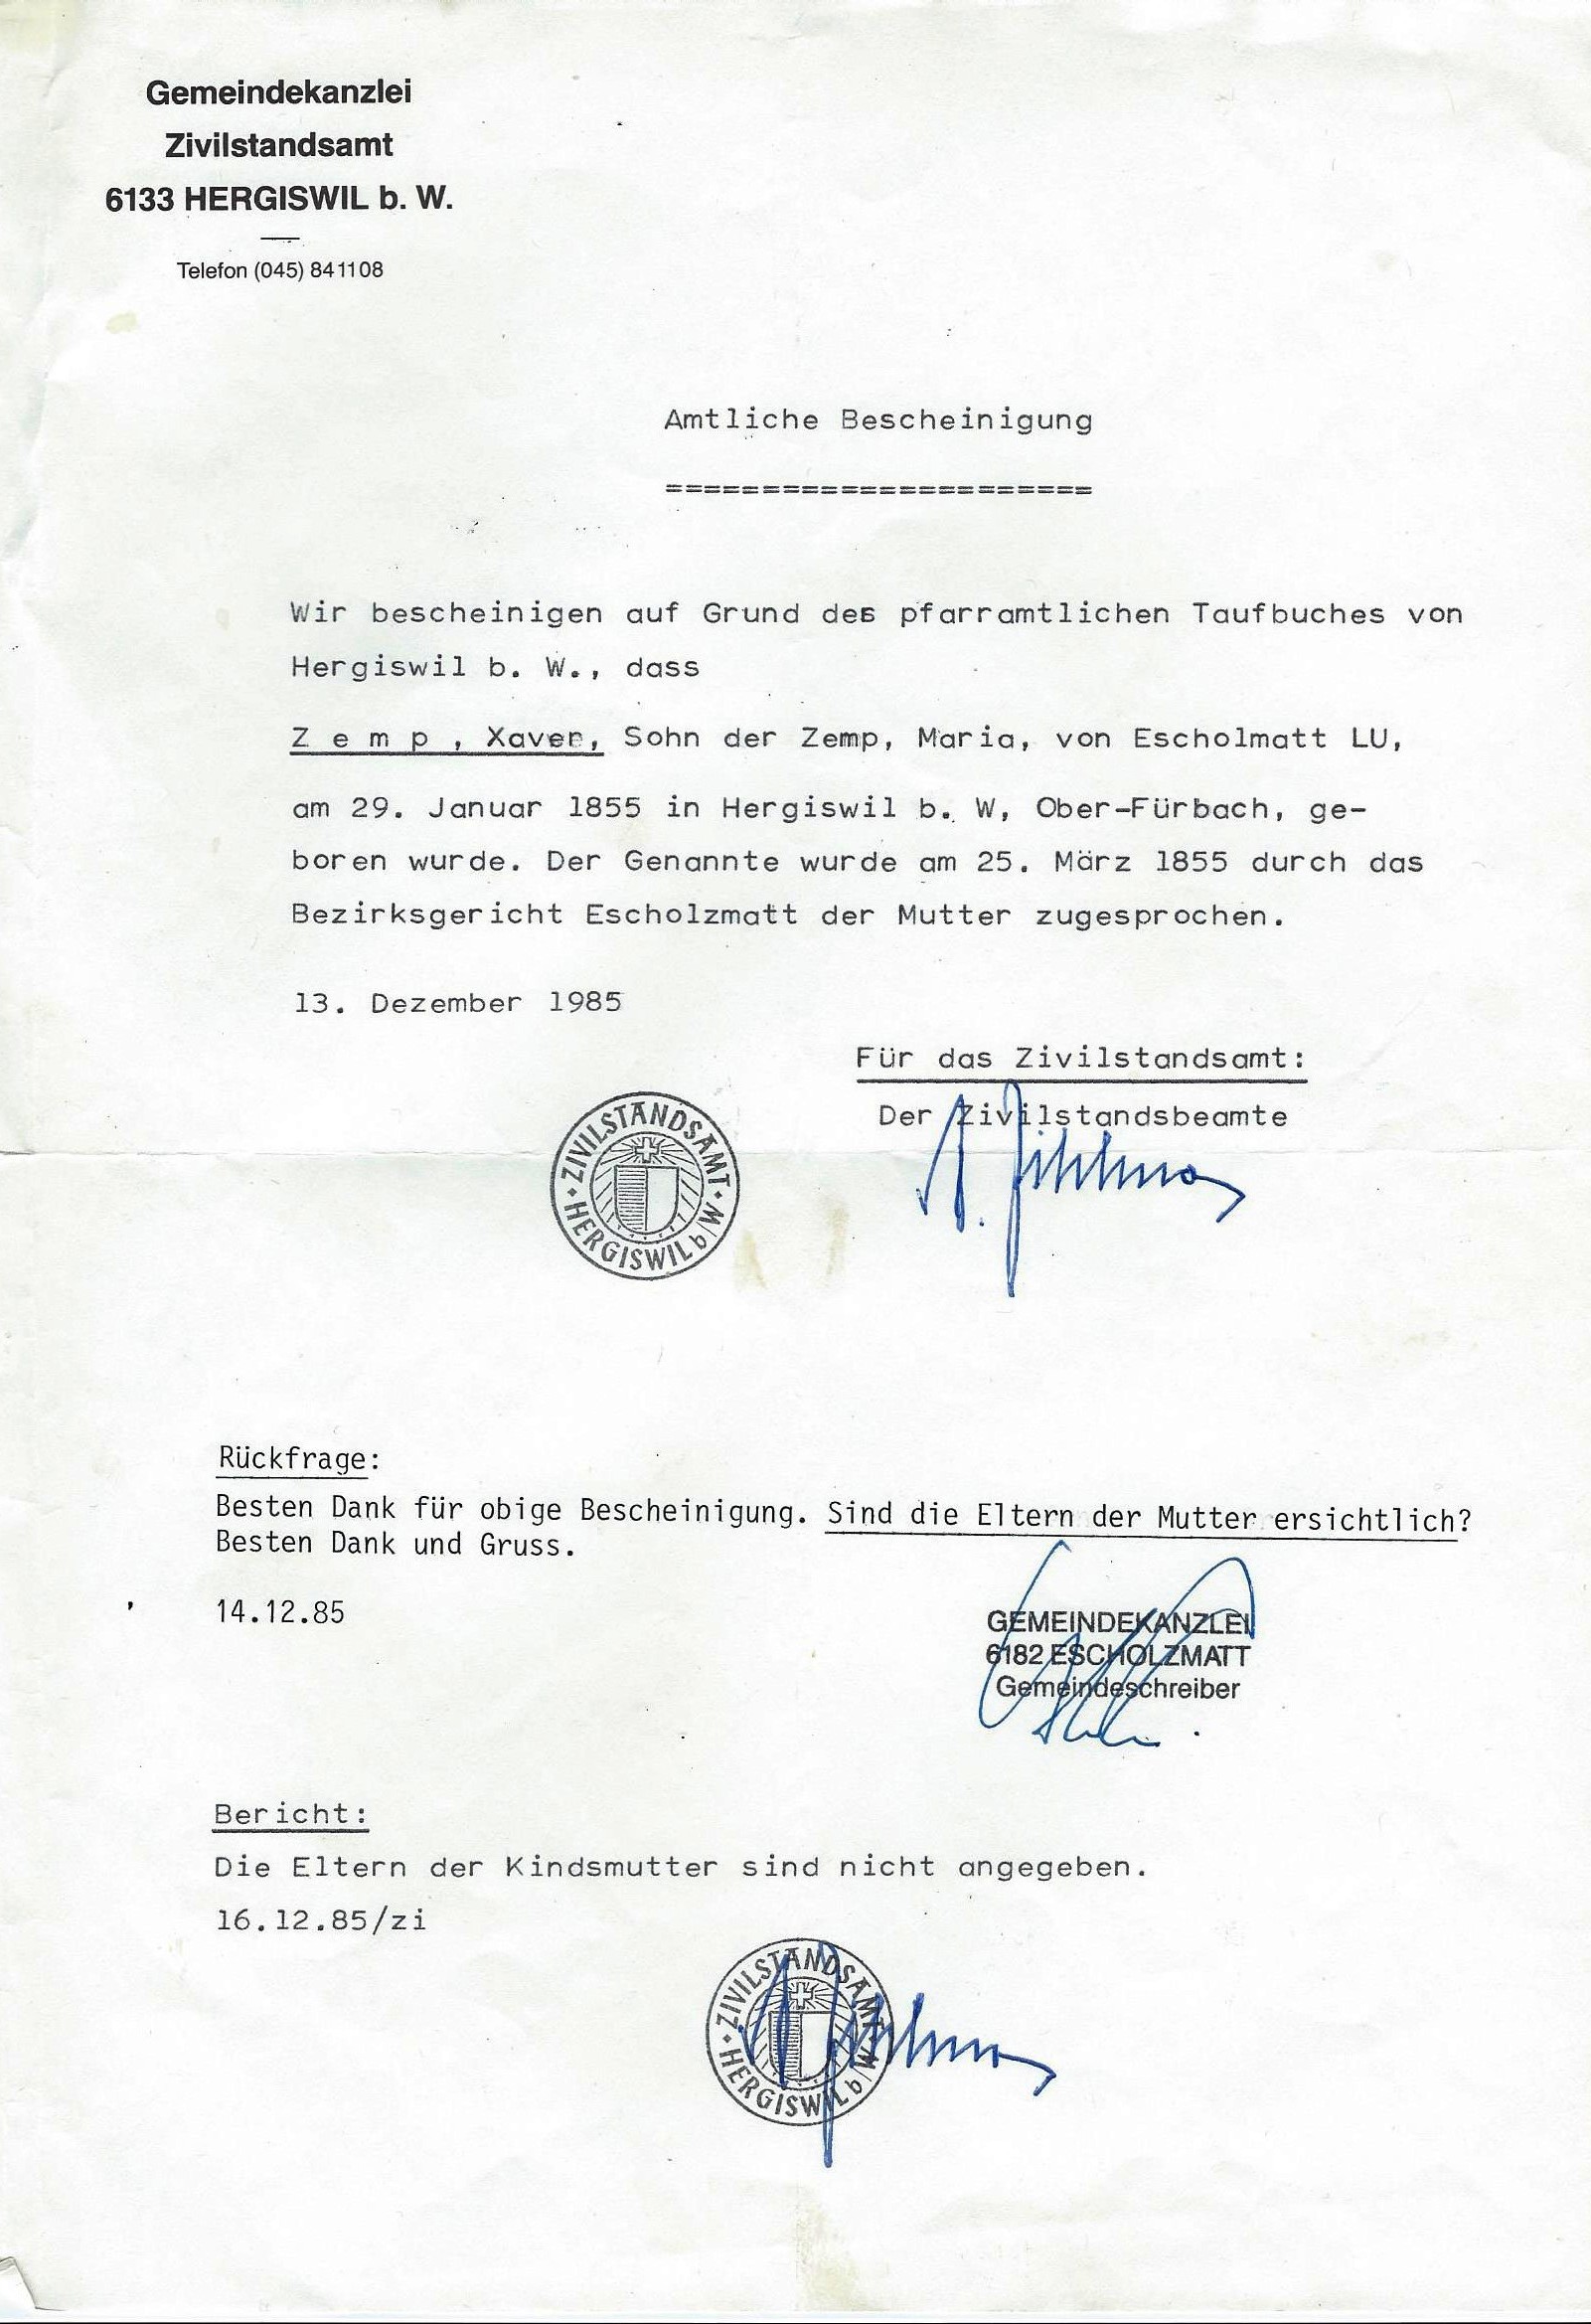 Gemeindekanzlei
Zivilstandsamt
6133 HERGISWIL b. W.
Telefon (045) 841108
Amtliche Bescheinigung
======================
Wir bescheinigen auf Grund des pfarramtlichen Taufbuches von
Hergiswil b. W., dass
Z e m p , Xaver, Sohn der Zemp, Maria, von Escholmatt LU,
am 29. Januar 1855 in Hergiswil b. W, Ober-Fürbach, ge-
boren wurde. Der Genannte wurde am 25. März 1855 durch das
Bezirksgericht Escholzmatt der Mutter zugesprochen.
13. Dezember 1985
Für das Zivilstandsamt:
Der Zivilstandsbeamte
ZIVILSTANDSAMT
HERGISWIL b/W
Rückfrage:
Besten Dank für obige Bescheinigung. Sind die Eltern der Mutter ersichtlich?
Besten Dank und Gruss.
14.12.85
GEMEINDEKANZLEI
6182 ESCHOLZMATT
Gemeindeschreiber
Bericht:
Die Eltern der Kindsmutter sind nicht angegeben.
16.12.85/zi
ZIVILSTANDSAMT
HERGISWIL b/W